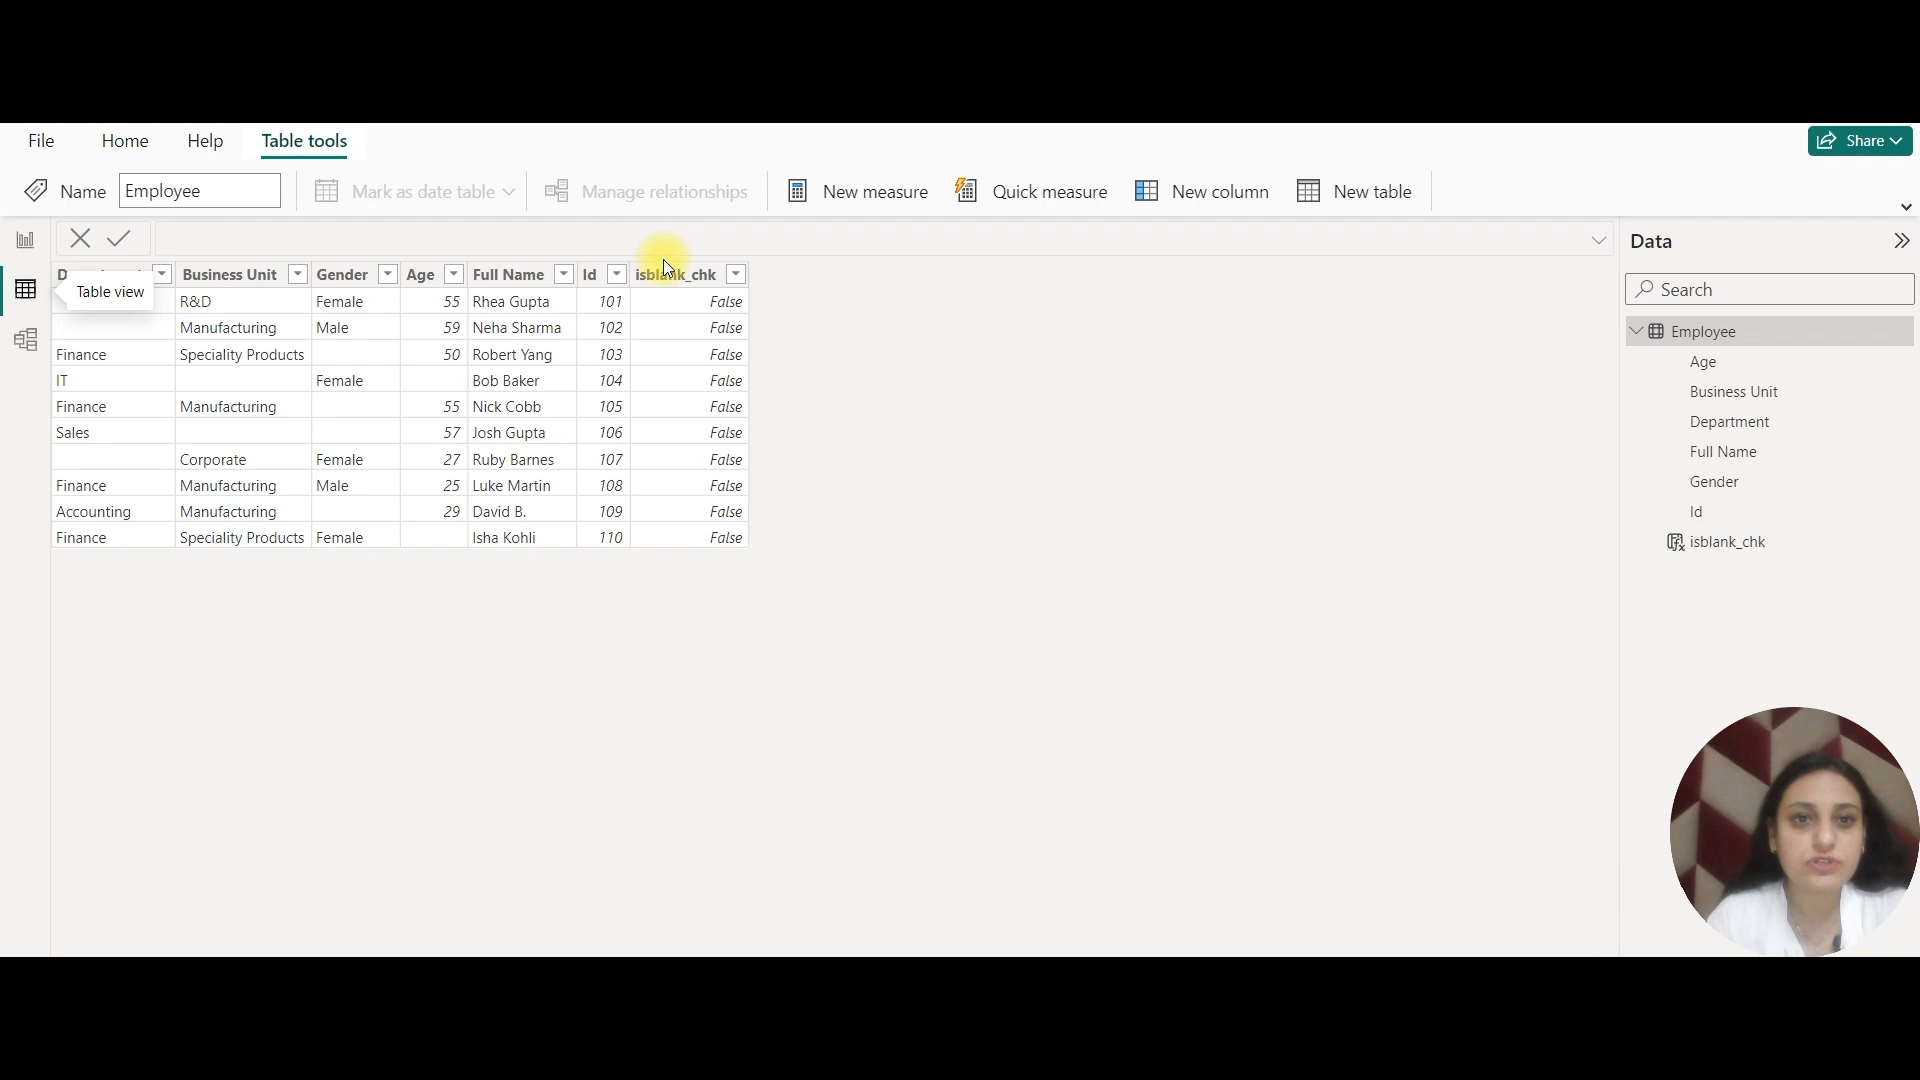 File Home Help Table tools Share
Name Employee Mark as date table Manage relationships New measure Quick measure New column New table
Data
Business Unit Gender Age Full Name Id isblank_chk
Table view
Search
R&D Female 55 Rhea Gupta 101 False
Manufacturing Male 59 Neha Sharma 102 False
Finance Speciality Products 50 Robert Yang 103 False
IT Female Bob Baker 104 False
Finance Manufacturing 55 Nick Cobb 105 False
Sales 57 Josh Gupta 106 False
Corporate Female 27 Ruby Barnes 107 False
Finance Manufacturing Male 25 Luke Martin 108 False
Accounting Manufacturing 29 David B. 109 False
Finance Speciality Products Female Isha Kohli 110 False
Employee
Age
Business Unit
Department
Full Name
Gender
Id
isblank_chk